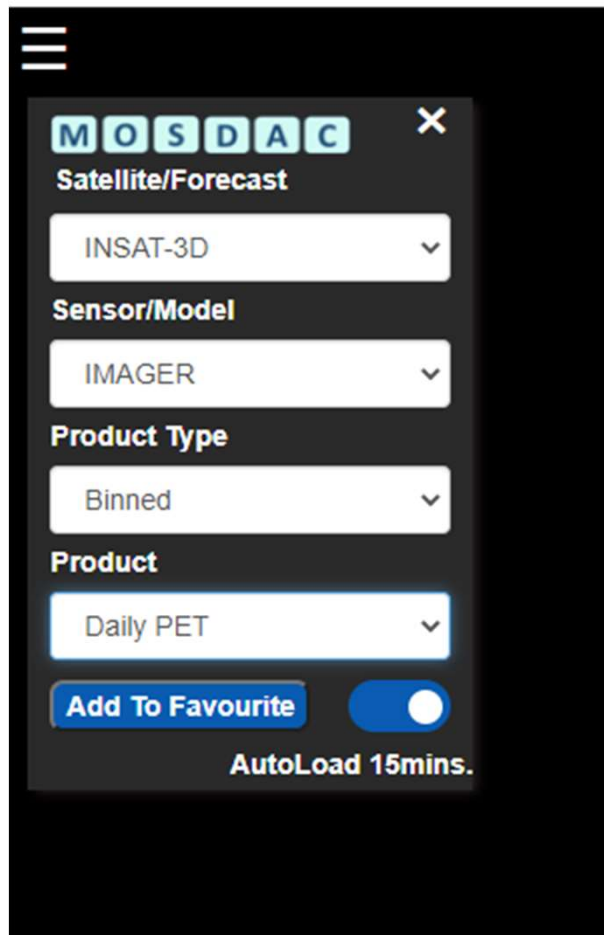 MOSDAC
Satellite/Forecast
INSAT-3D
Sensor/Model
IMAGER
Product Type
Binned
Product
Daily PET
Add To Favourite
AutoLoad 15mins.